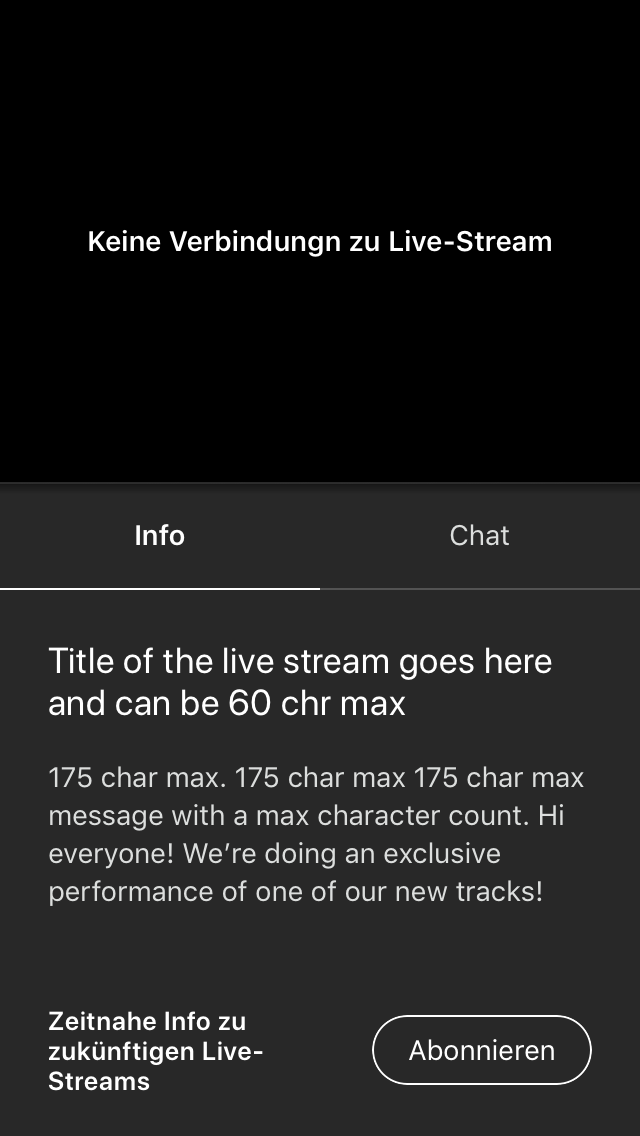 Keine Verbindungn zu Live-Stream
Info
Chat
Title of the live stream goes here
and can be 60 chr max
175 char max. 175 char max 175 char max
message with a max character count. Hi
everyone! We’re doing an exclusive
performance of one of our new tracks!
Zeitnahe Info zu
zukünftigen Live-
Streams
Abonnieren